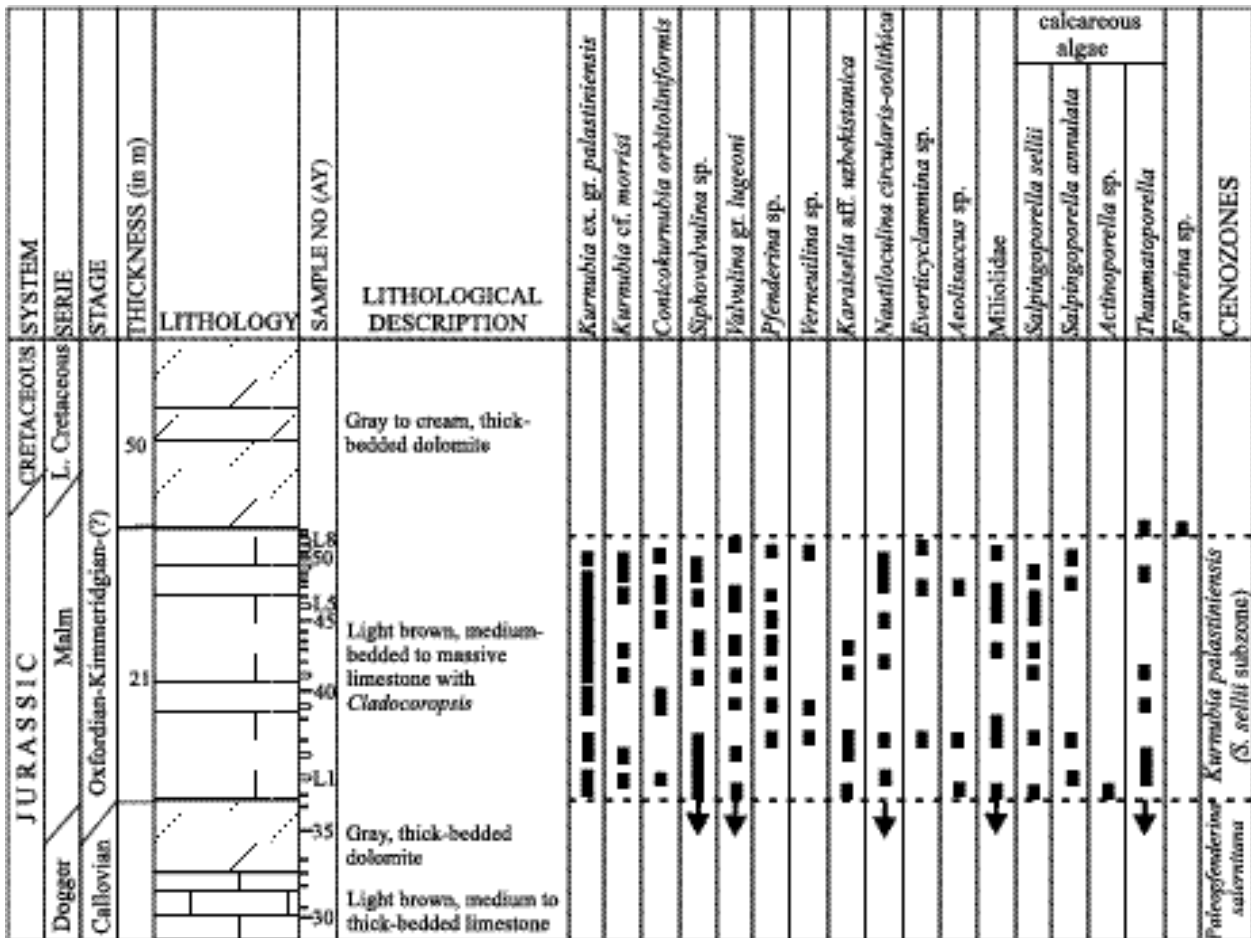 calcareous
algae
SYSTEM
SERIE
STAGE
THICKNESS (in m)
LITHOLOGY
SAMPLE NO (AY)
LITHOLOGICAL
DESCRIPTION
Kurnubia ex. gr. palastiniensis
Kurnubia cf. morrisi
Conicokurnubia orbitoliniformis
Siphovalvulina sp.
Valvulina gr. lugeoni
Pfenderina sp.
Verneuilina sp.
Karaisella aff. uzbekistanica
Nautiloculina circularis-oolithica
Everticyclammina sp.
Aeolisaccus sp.
Miliolidae
Salpingoporella sellii
Salpingoporella annulata
Actinoporella sp.
Thaumatoporella
Favreina sp.
CENOZONES
CRETACEOUS
L. Cretaceous
50
Gray to cream, thick-
bedded dolomite
JURASSIC
Malm
Oxfordian-Kimmeridgian-(?)
21
L8
50
45
40
L1
Light brown, medium-
bedded to massive
limestone with
Cladocoropsis
Kurnubia palastiniensis
(S. sellii subzone)
Dogger
Callovian
35
30
Gray, thick-bedded
dolomite
Light brown, medium to
thick-bedded limestone
Paleopfenderina
salernitana